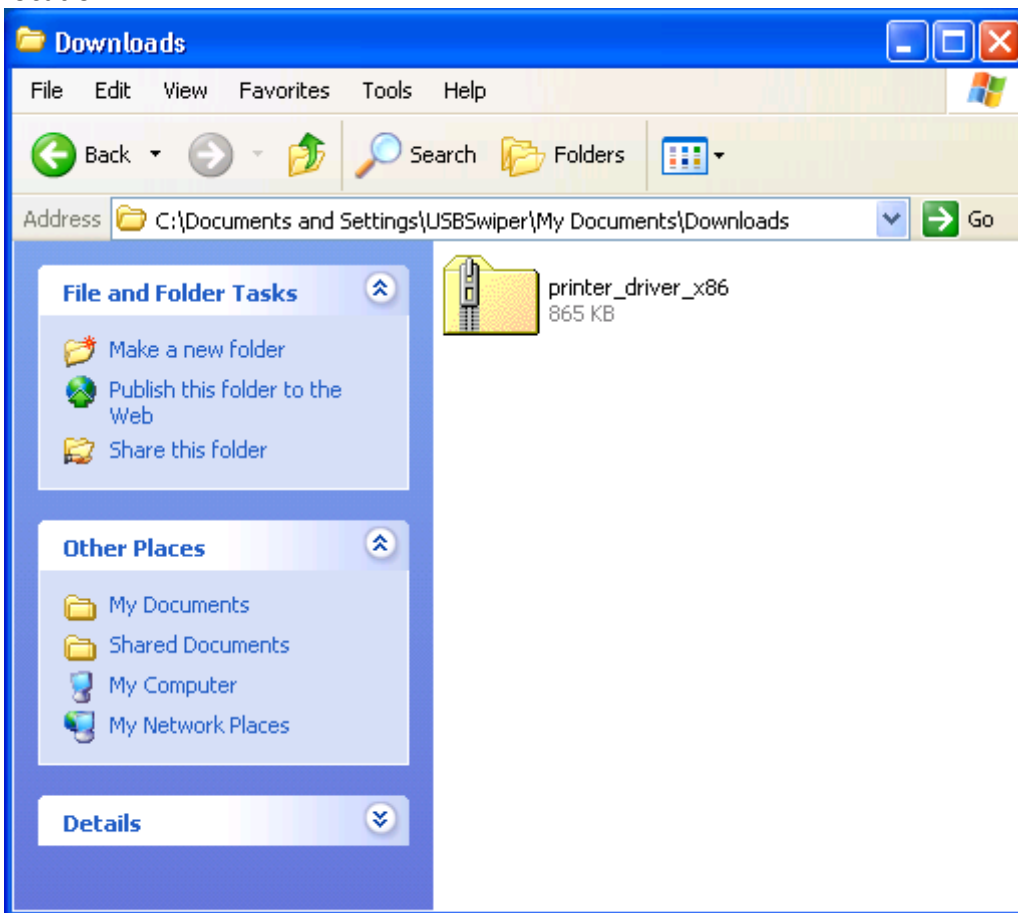 Downloads
File Edit View Favorites Tools Help
Back Search Folders
Address C:\Documents and Settings\USBSwiper\My Documents\Downloads Go
File and Folder Tasks
Make a new folder
Publish this folder to the
Web
Share this folder
Other Places
My Documents
Shared Documents
My Computer
My Network Places
Details
printer_driver_x86
865 KB